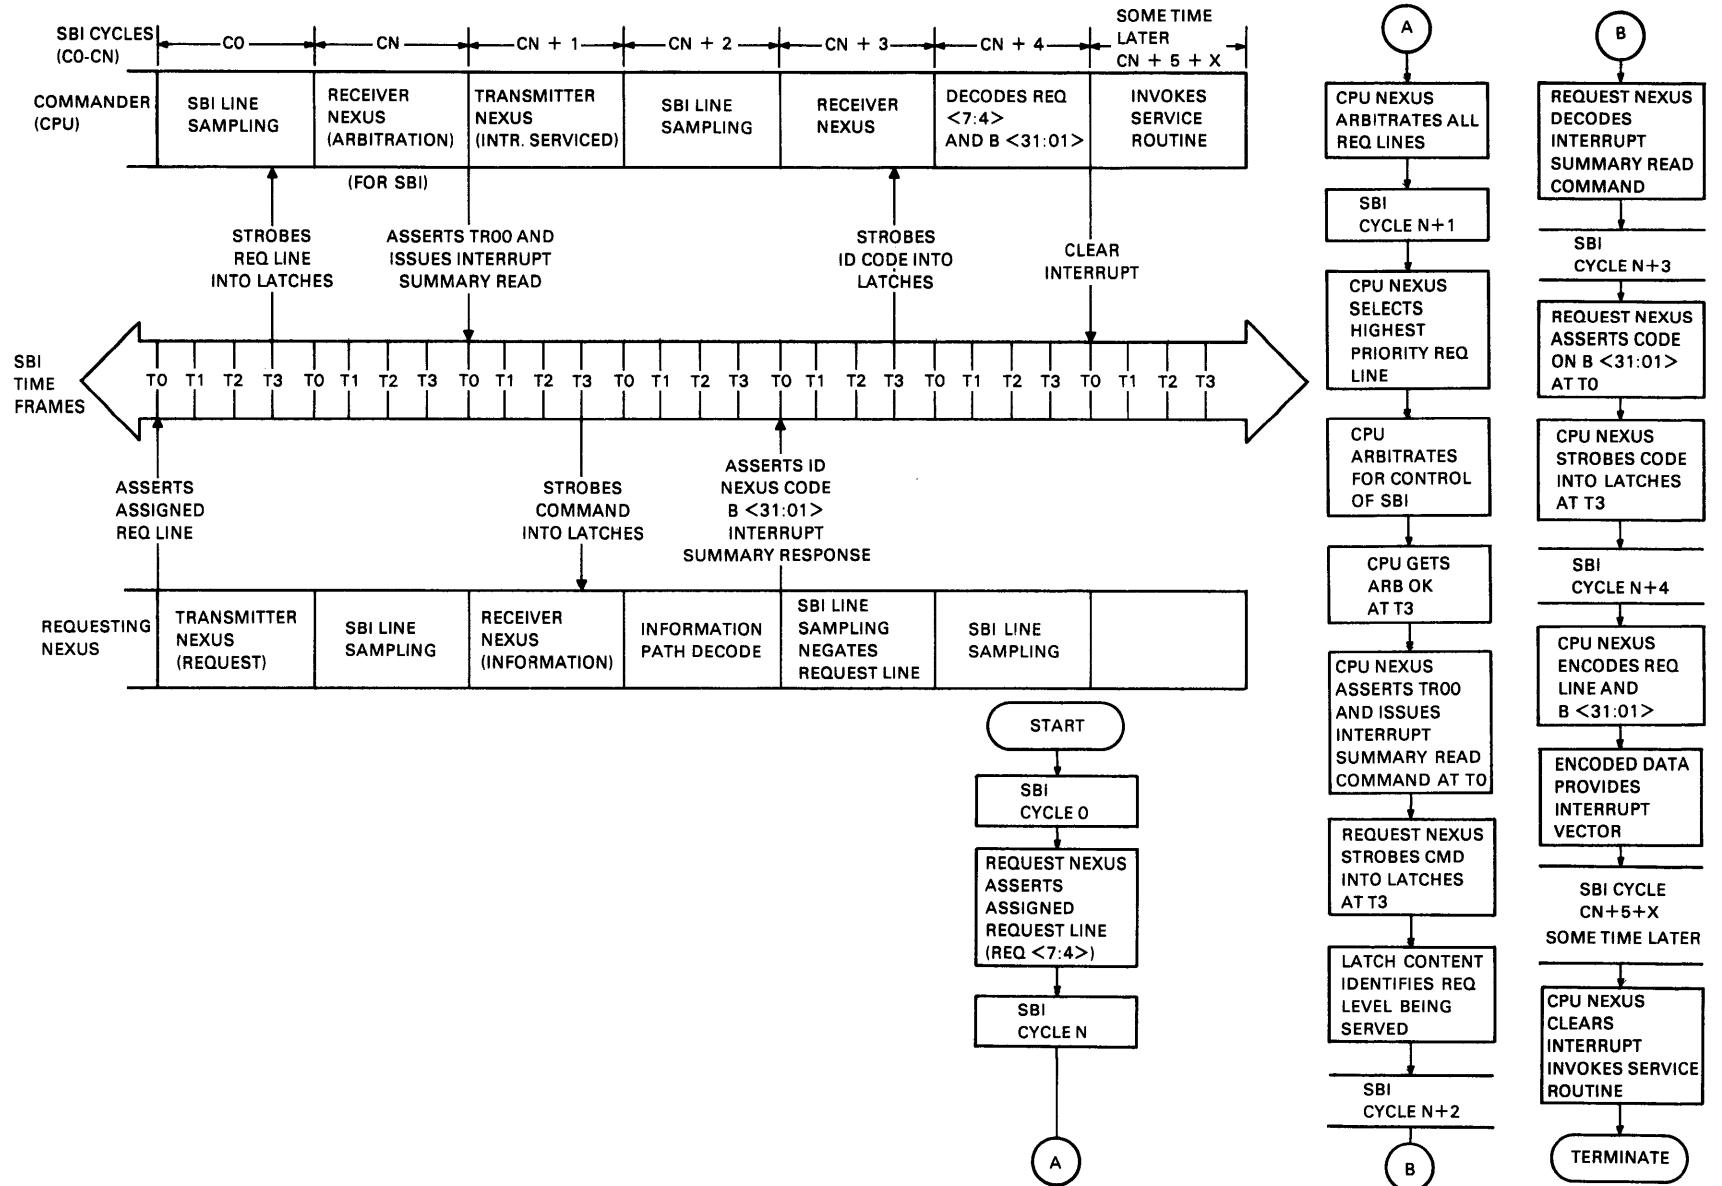 SBI CYCLES
(C0-CN)
C0
CN
CN + 1
CN + 2
CN + 3
CN + 4
SOME TIME
LATER
CN + 5 + X
COMMANDER
(CPU)
SBI LINE
SAMPLING
RECEIVER
NEXUS
(ARBITRATION)
TRANSMITTER
NEXUS
(INTR. SERVICED)
SBI LINE
SAMPLING
RECEIVER
NEXUS
DECODES REQ
<7:4>
AND B <31:01>
INVOKES
SERVICE
ROUTINE
(FOR SBI)
STROBES
REQ LINE
INTO LATCHES
ASSERTS TR00 AND
ISSUES INTERRUPT
SUMMARY READ
STROBES
ID CODE INTO
LATCHES
CLEAR
INTERRUPT
SBI
TIME
FRAMES
T0 T1 T2 T3 T0 T1 T2 T3 T0 T1 T2 T3 T0 T1 T2 T3 T0 T1 T2 T3 T0 T1 T2 T3 T0 T1 T2 T3
ASSERTS
ASSIGNED
REQ LINE
STROBES
COMMAND
INTO LATCHES
ASSERTS ID
NEXUS CODE
B <31:01>
INTERRUPT
SUMMARY RESPONSE
REQUESTING
NEXUS
TRANSMITTER
NEXUS
(REQUEST)
SBI LINE
SAMPLING
RECEIVER
NEXUS
(INFORMATION)
INFORMATION
PATH DECODE
SBI LINE
SAMPLING
NEGATES
REQUEST LINE
SBI LINE
SAMPLING
START
SBI
CYCLE 0
REQUEST NEXUS
ASSERTS
ASSIGNED
REQUEST LINE
(REQ <7:4>)
SBI
CYCLE N
A
A
CPU NEXUS
ARBITRATES ALL
REQ LINES
SBI
CYCLE N+1
CPU NEXUS
SELECTS
HIGHEST
PRIORITY REQ
LINE
CPU
ARBITRATES
FOR CONTROL
OF SBI
CPU GETS
ARB OK
AT T3
CPU NEXUS
ASSERTS TR00
AND ISSUES
INTERRUPT
SUMMARY READ
COMMAND AT T0
REQUEST NEXUS
STROBES CMD
INTO LATCHES
AT T3
LATCH CONTENT
IDENTIFIES REQ
LEVEL BEING
SERVED
SBI
CYCLE N+2
B
B
REQUEST NEXUS
DECODES
INTERRUPT
SUMMARY READ
COMMAND
SBI
CYCLE N+3
REQUEST NEXUS
ASSERTS CODE
ON B <31:01>
AT T0
CPU NEXUS
STROBES CODE
INTO LATCHES
AT T3
SBI
CYCLE N+4
CPU NEXUS
ENCODES REQ
LINE AND
B <31:01>
ENCODED DATA
PROVIDES
INTERRUPT
VECTOR
SBI CYCLE
CN+5+X
SOME TIME LATER
CPU NEXUS
CLEARS
INTERRUPT
INVOKES SERVICE
ROUTINE
TERMINATE